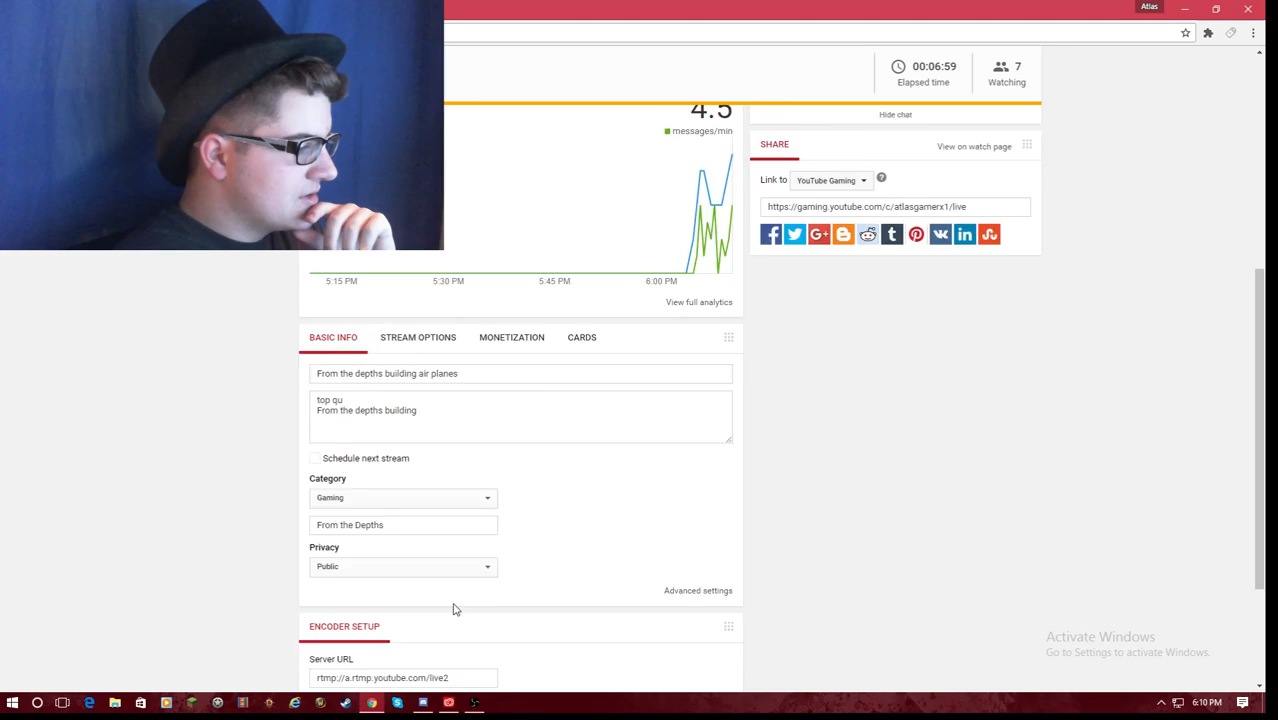 Atlas
00:06:59
Elapsed time
7
Watching
4.5
messages/min
5:15 PM
5:30 PM
5:45 PM
6:00 PM
View full analytics
Hide chat
SHARE
View on watch page
Link to
YouTube Gaming
?
https://gaming.youtube.com/c/atlasgamerx1/live
BASIC INFO
STREAM OPTIONS
MONETIZATION
CARDS
From the depths building air planes
top qu
From the depths building
Schedule next stream
Category
Gaming
From the Depths
Privacy
Public
Advanced settings
ENCODER SETUP
Server URL
rtmp://a.rtmp.youtube.com/live2
Activate Windows
Go to Settings to activate Windows.
6:10 PM